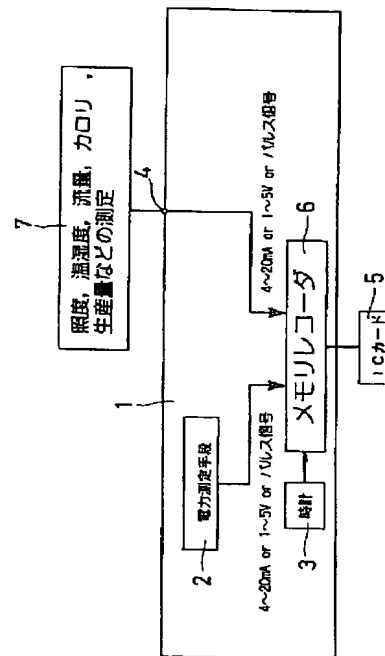 7
照度，温湿度，流量，カロリ，
生産量などの測定
4
1
電力測定手段
2
4～20mA or 1～5V or パルス信号
4～20mA or 1～5V or パルス信号
時計
3
メモリレコーダ
6
ICカード
5